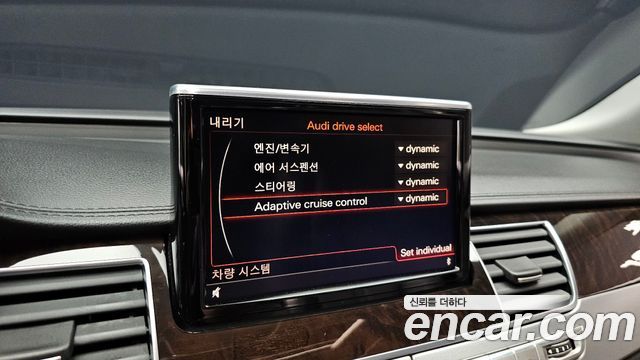 내리기
Audi drive select
엔진/변속기 ▼ dynamic
에어 서스펜션 ▼ dynamic
스티어링 ▼ dynamic
Adaptive cruise control ▼ dynamic
Set individual
차량 시스템
신뢰를 더하다
encar.com